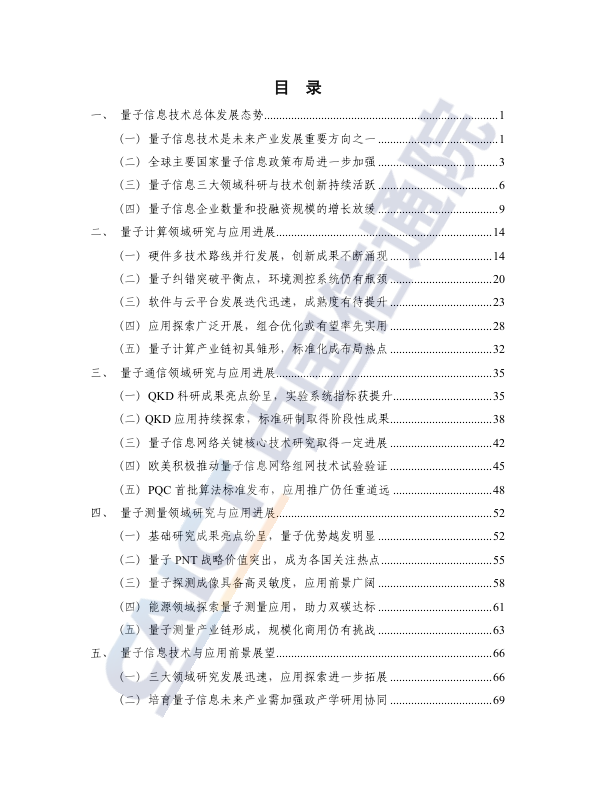 目 录
一、 量子信息技术总体发展态势..............................................................................1
（一）量子信息技术是未来产业发展重要方向之一........................................1
（二）全球主要国家量子信息政策布局进一步加强........................................3
（三）量子信息三大领域科研与技术创新持续活跃........................................6
（四）量子信息企业数量和投融资规模的增长放缓........................................9
二、 量子计算领域研究与应用进展........................................................................14
（一）硬件多技术路线并行发展，创新成果不断涌现..................................14
（二）量子纠错突破平衡点，环境测控系统仍有瓶颈..................................20
（三）软件与云平台发展迭代迅速，成熟度有待提升..................................23
（四）应用探索广泛开展，组合优化或有望率先实用..................................28
（五）量子计算产业链初具雏形，标准化成布局热点..................................32
三、 量子通信领域研究与应用进展........................................................................35
（一）QKD 科研成果亮点纷呈，实验系统指标获提升.................................35
（二）QKD 应用持续探索，标准研制取得阶段性成果..................................38
（三）量子信息网络关键核心技术研究取得一定进展..................................42
（四）欧美积极推动量子信息网络组网技术试验验证..................................45
（五）PQC 首批算法标准发布，应用推广仍任重道远..................................48
四、 量子测量领域研究与应用进展........................................................................52
（一）基础研究成果亮点纷呈，量子优势越发明显......................................52
（二）量子 PNT 战略价值突出，成为各国关注热点.....................................55
（三）量子探测成像具备高灵敏度，应用前景广阔......................................58
（四）能源领域探索量子测量应用，助力双碳达标......................................61
（五）量子测量产业链形成，规模化商用仍有挑战......................................63
五、 量子信息技术与应用前景展望........................................................................66
（一）三大领域研究发展迅速，应用探索进一步拓展..................................66
（二）培育量子信息未来产业需加强政产学研用协同..................................69
CAICT 中国信通院